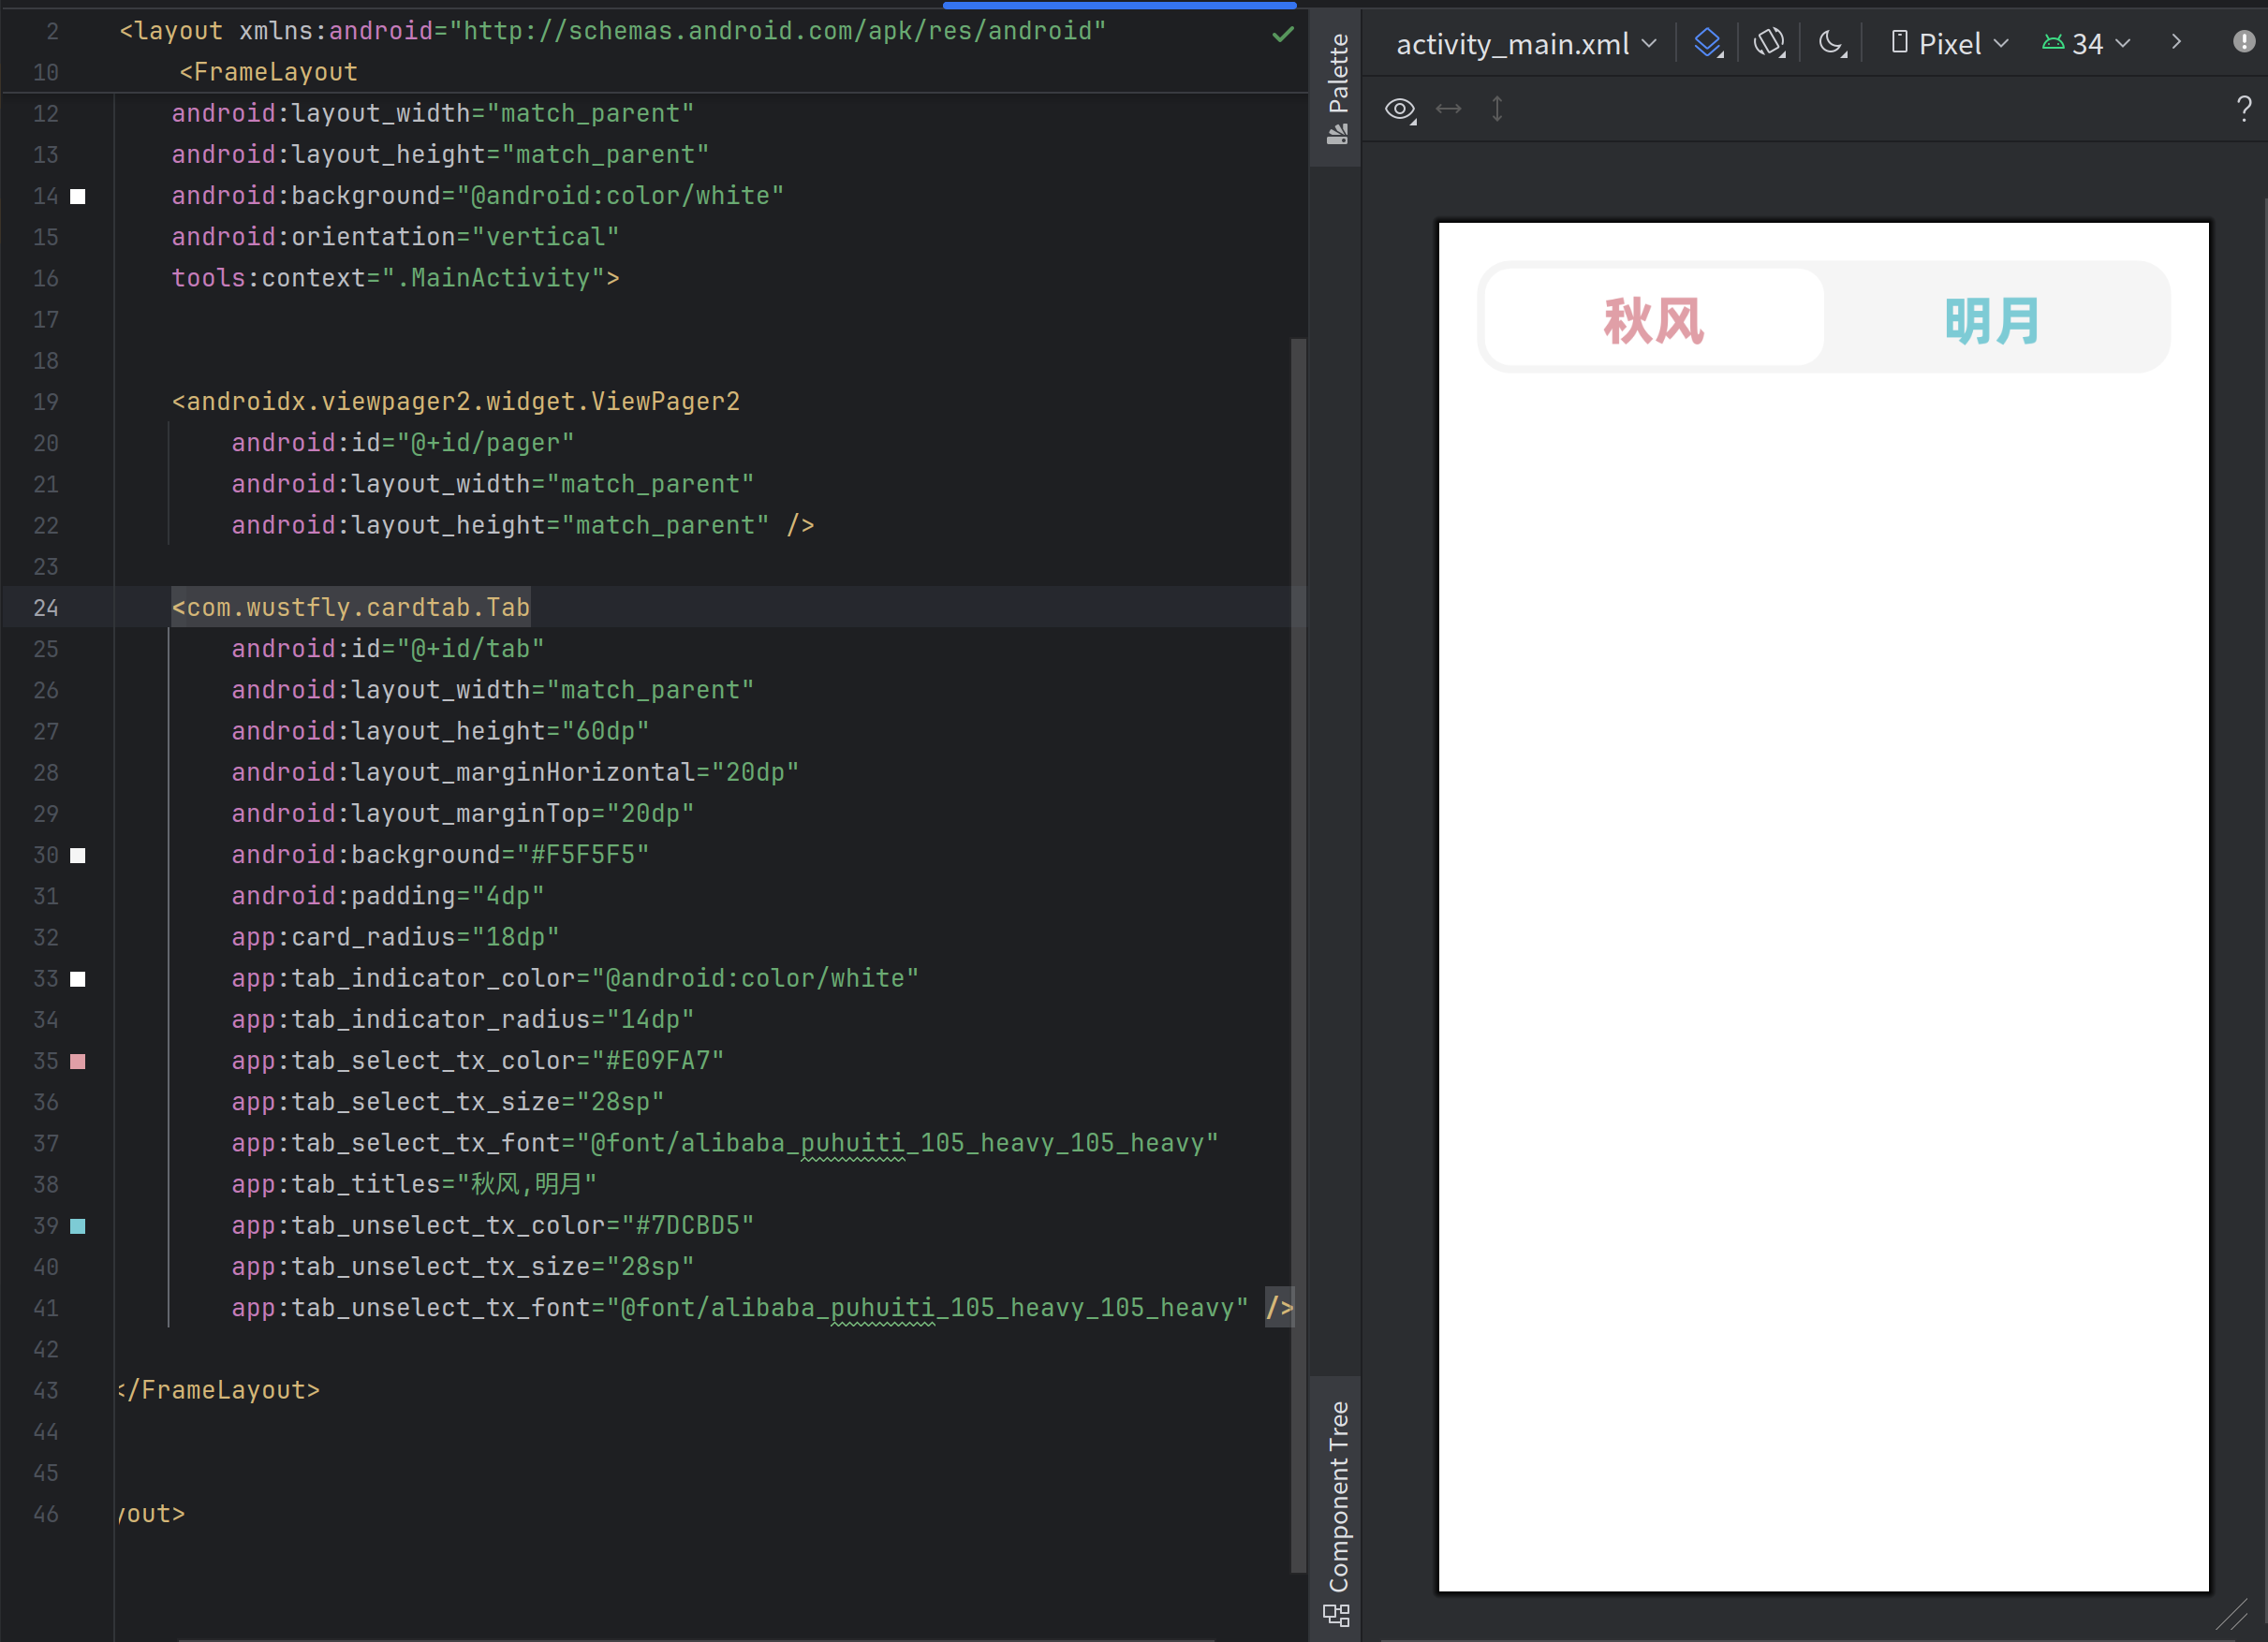 2 <layout xmlns:android="http://schemas.android.com/apk/res/android"
10 <FrameLayout
12 android:layout_width="match_parent"
13 android:layout_height="match_parent"
14 android:background="@android:color/white"
15 android:orientation="vertical"
16 tools:context=".MainActivity">
17
18
19 <androidx.viewpager2.widget.ViewPager2
20 android:id="@+id/pager"
21 android:layout_width="match_parent"
22 android:layout_height="match_parent" />
23
24 <com.wustfly.cardtab.Tab
25 android:id="@+id/tab"
26 android:layout_width="match_parent"
27 android:layout_height="60dp"
28 android:layout_marginHorizontal="20dp"
29 android:layout_marginTop="20dp"
30 android:background="#F5F5F5"
31 android:padding="4dp"
32 app:card_radius="18dp"
33 app:tab_indicator_color="@android:color/white"
34 app:tab_indicator_radius="14dp"
35 app:tab_select_tx_color="#E09FA7"
36 app:tab_select_tx_size="28sp"
37 app:tab_select_tx_font="@font/alibaba_puhuiti_105_heavy_105_heavy"
38 app:tab_titles="秋风,明月"
39 app:tab_unselect_tx_color="#7DCBD5"
40 app:tab_unselect_tx_size="28sp"
41 app:tab_unselect_tx_font="@font/alibaba_puhuiti_105_heavy_105_heavy" />
42
43 </FrameLayout>
44
45
46 yout>
Palette
Component Tree
activity_main.xml Pixel 34
?
秋风 明月